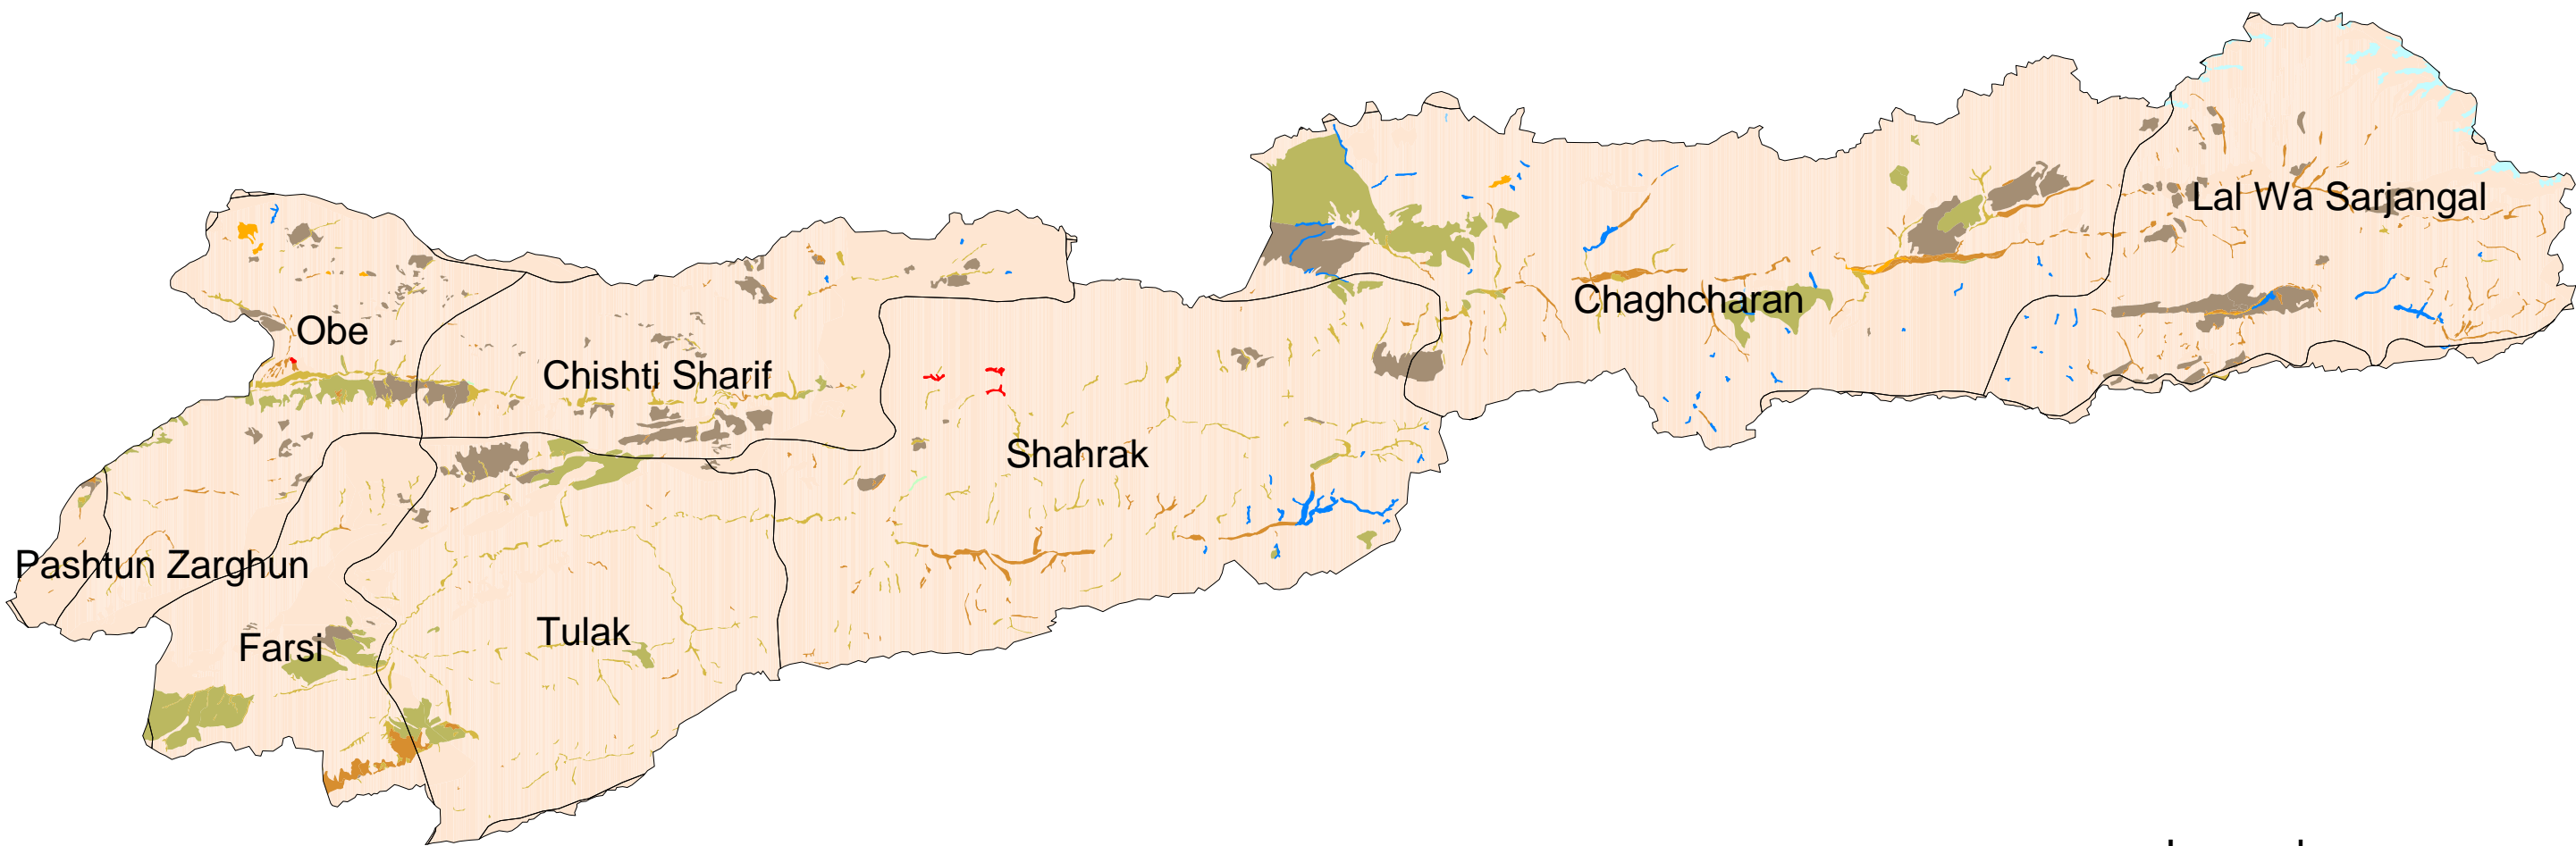 Lal Wa Sarjangal
Chaghcharan
Obe
Chishti Sharif
Shahrak
Pashtun Zarghun
Tulak
Farsi